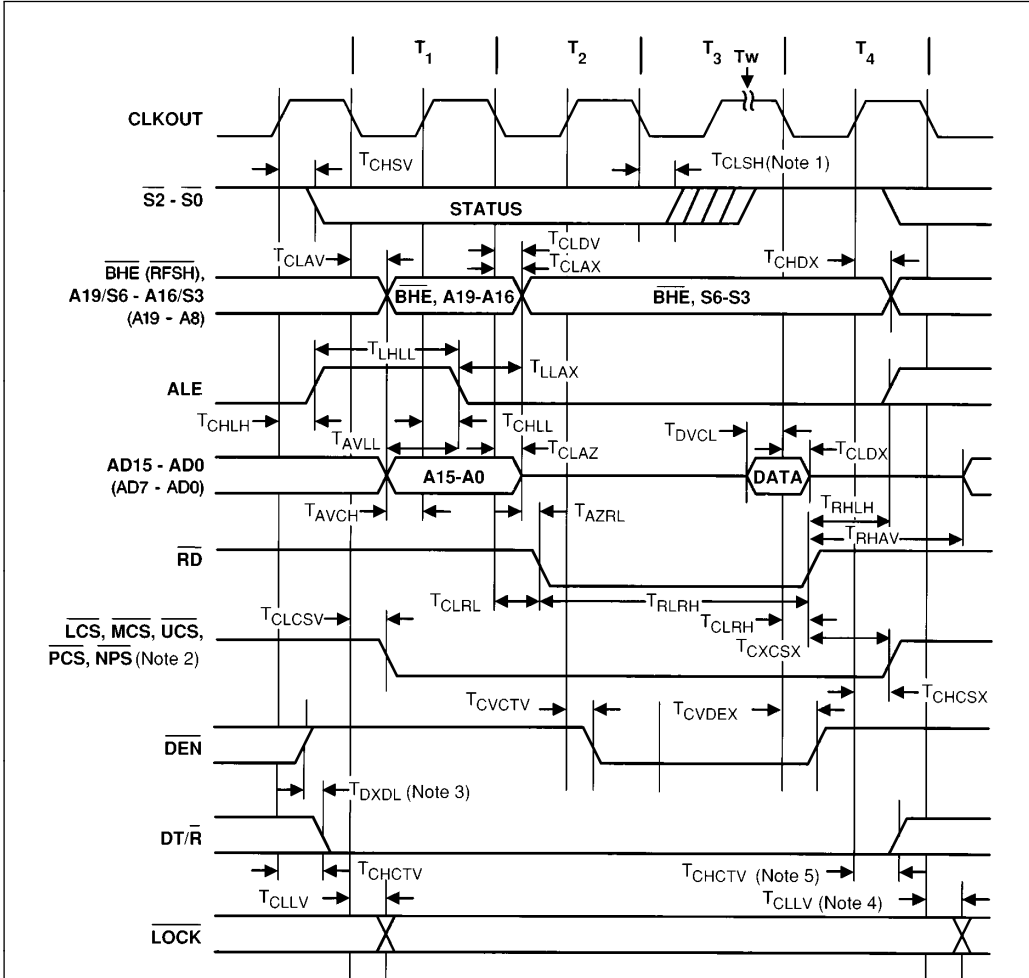 T1 T2 T3 Tw T4
CLKOUT
TCHSV TCLSH(Note 1)
S2 - S0 STATUS
TCLDV
TCLAV TCLAX TCHDX
BHE (RFSH),
A19/S6 - A16/S3 BHE, A19-A16 BHE, S6-S3
(A19 - A8)
TLHLL
TLLAX
ALE
TCHLH TCHLL TDVCL
TAVLL TCLAZ TCLDX
AD15 - AD0 A15-A0 DATA
(AD7 - AD0)
TRHLH
TAVCH TAZRL
TRHAV
RD
TCLRL TRLRH
TCLCSV TCLRH
LCS, MCS, UCS,
TCXCSX
PCS, NPS (Note 2)
TCHCSX
TCVCTV TCVDEX
DEN
TDXDL (Note 3)
DT/R
TCHCTV TCHCTV (Note 5)
TCLLV TCLLV (Note 4)
LOCK